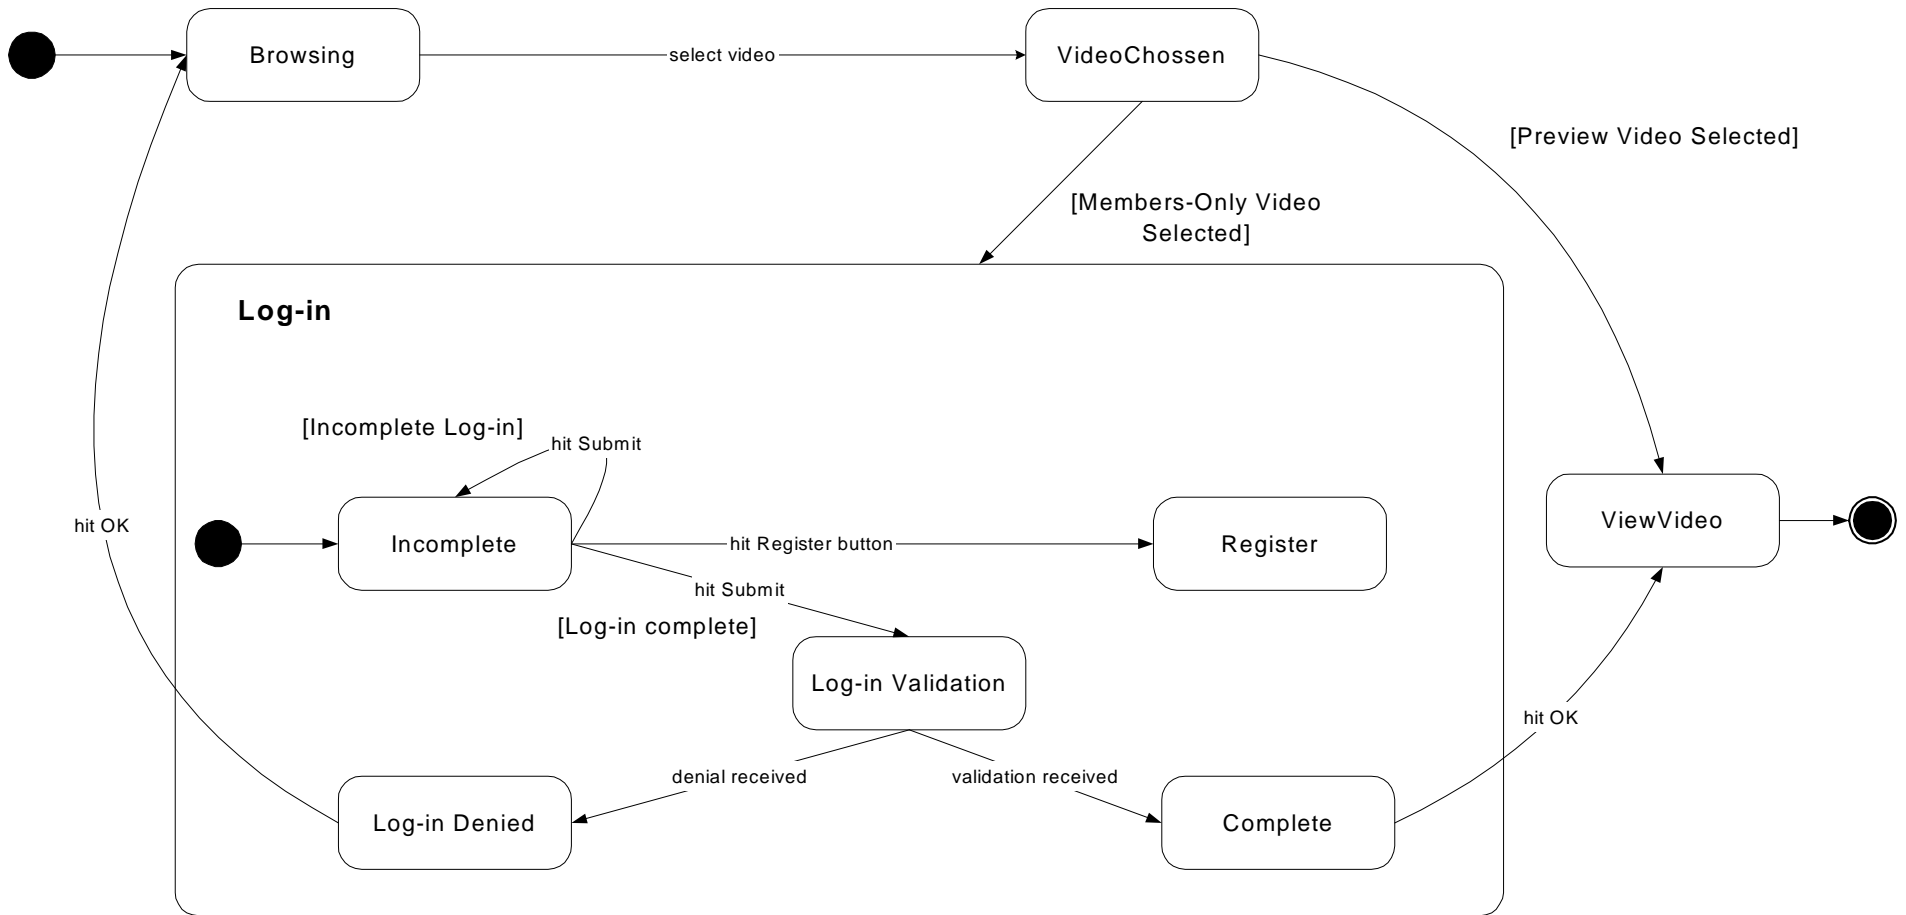 Browsing
select video
VideoChossen
[Preview Video Selected]
[Members-Only Video
Selected]
Log-in
[Incomplete Log-in]
hit Submit
hit OK
Incomplete
hit Register button
Register
ViewVideo
hit Submit
[Log-in complete]
Log-in Validation
hit OK
denial received
validation received
Log-in Denied
Complete